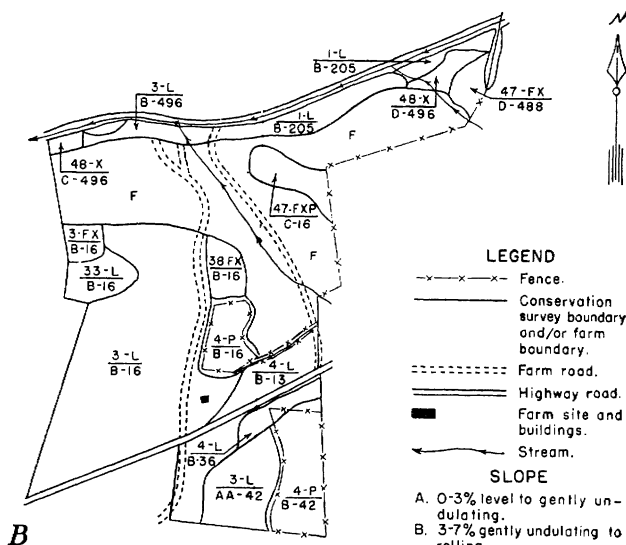 N
1-L
B-205
3-L
B-496
47-FX
D-488
48-X
D-496
1-L
B-205
F
48-X
C-496
F
47-FXP
C-16
F
3-FX
B-16
33-L
B-16
38 FX
B-16
4-P
B-16
3-L
B-16
4-L
B-13
4-L
B-36
3-L
AA-42
4-P
B-42
B
LEGEND
Fence.
Conservation
survey boundary
and/or farm
boundary.
Farm road.
Highway road.
Farm site and
buildings.
Stream.
SLOPE
A. 0-3% level to gently un-
dulating.
B. 3-7% gently undulating to
rolling